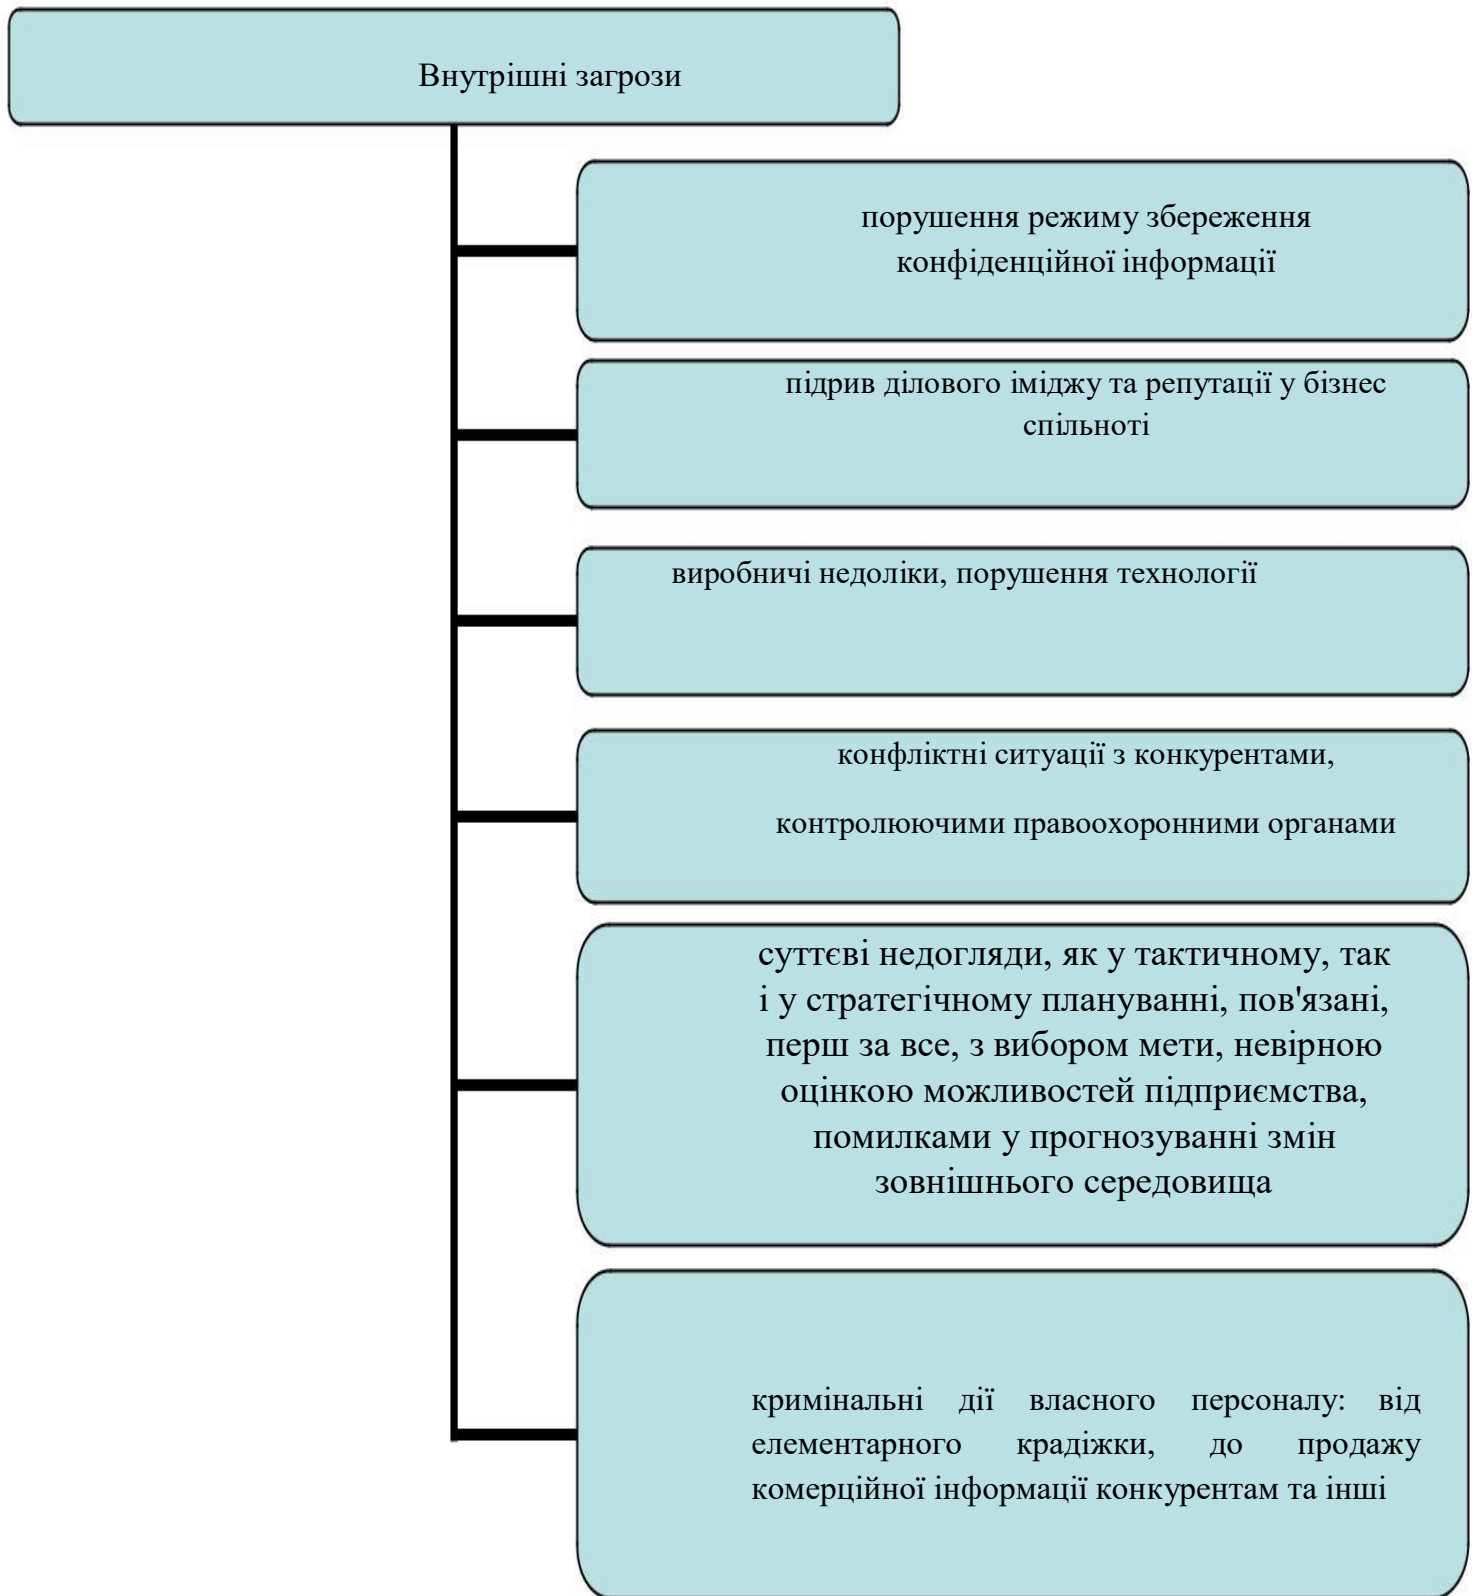 Внутрішні загрози
порушення режиму збереження
конфіденційної інформації
підрив ділового іміджу та репутації у бізнес
спільноті
виробничі недоліки, порушення технології
конфліктні ситуації з конкурентами,
контролюючими правоохоронними органами
суттєві недогляди, як у тактичному, так
і у стратегічному плануванні, пов'язані,
перш за все, з вибором мети, невірною
оцінкою можливостей підприємства,
помилками у прогнозуванні змін
зовнішнього середовища
кримінальні дії власного персоналу: від
елементарного крадіжки, до продажу
комерційної інформації конкурентам та інші